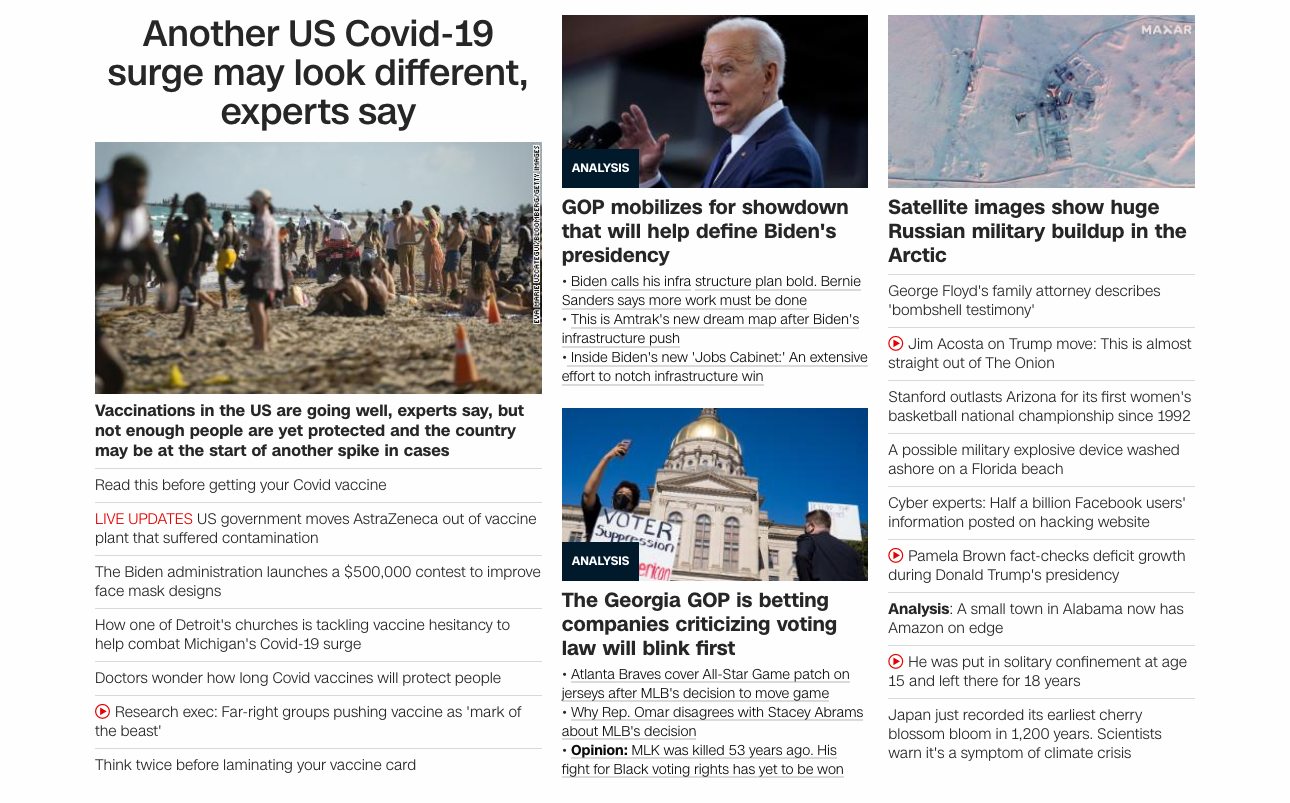 Another US Covid-19
surge may look different,
experts say
EVA MARIE UZCATEGUI/BLOOMBERG/GETTY IMAGES
Vaccinations in the US are going well, experts say, but
not enough people are yet protected and the country
may be at the start of another spike in cases
Read this before getting your Covid vaccine
LIVE UPDATES US government moves AstraZeneca out of vaccine
plant that suffered contamination
The Biden administration launches a $500,000 contest to improve
face mask designs
How one of Detroit's churches is tackling vaccine hesitancy to
help combat Michigan's Covid-19 surge
Doctors wonder how long Covid vaccines will protect people
Research exec: Far-right groups pushing vaccine as 'mark of
the beast'
Think twice before laminating your vaccine card
ANALYSIS
GOP mobilizes for showdown
that will help define Biden's
presidency
• Biden calls his infra structure plan bold. Bernie
Sanders says more work must be done
• This is Amtrak's new dream map after Biden's
infrastructure push
• Inside Biden's new 'Jobs Cabinet:' An extensive
effort to notch infrastructure win
VOTER
Suppression
ANALYSIS
The Georgia GOP is betting
companies criticizing voting
law will blink first
• Atlanta Braves cover All-Star Game patch on
jerseys after MLB's decision to move game
• Why Rep. Omar disagrees with Stacey Abrams
about MLB's decision
• Opinion: MLK was killed 53 years ago. His
fight for Black voting rights has yet to be won
MAXAR
Satellite images show huge
Russian military buildup in the
Arctic
George Floyd's family attorney describes
'bombshell testimony'
Jim Acosta on Trump move: This is almost
straight out of The Onion
Stanford outlasts Arizona for its first women's
basketball national championship since 1992
A possible military explosive device washed
ashore on a Florida beach
Cyber experts: Half a billion Facebook users'
information posted on hacking website
Pamela Brown fact-checks deficit growth
during Donald Trump's presidency
Analysis: A small town in Alabama now has
Amazon on edge
He was put in solitary confinement at age
15 and left there for 18 years
Japan just recorded its earliest cherry
blossom bloom in 1,200 years. Scientists
warn it's a symptom of climate crisis